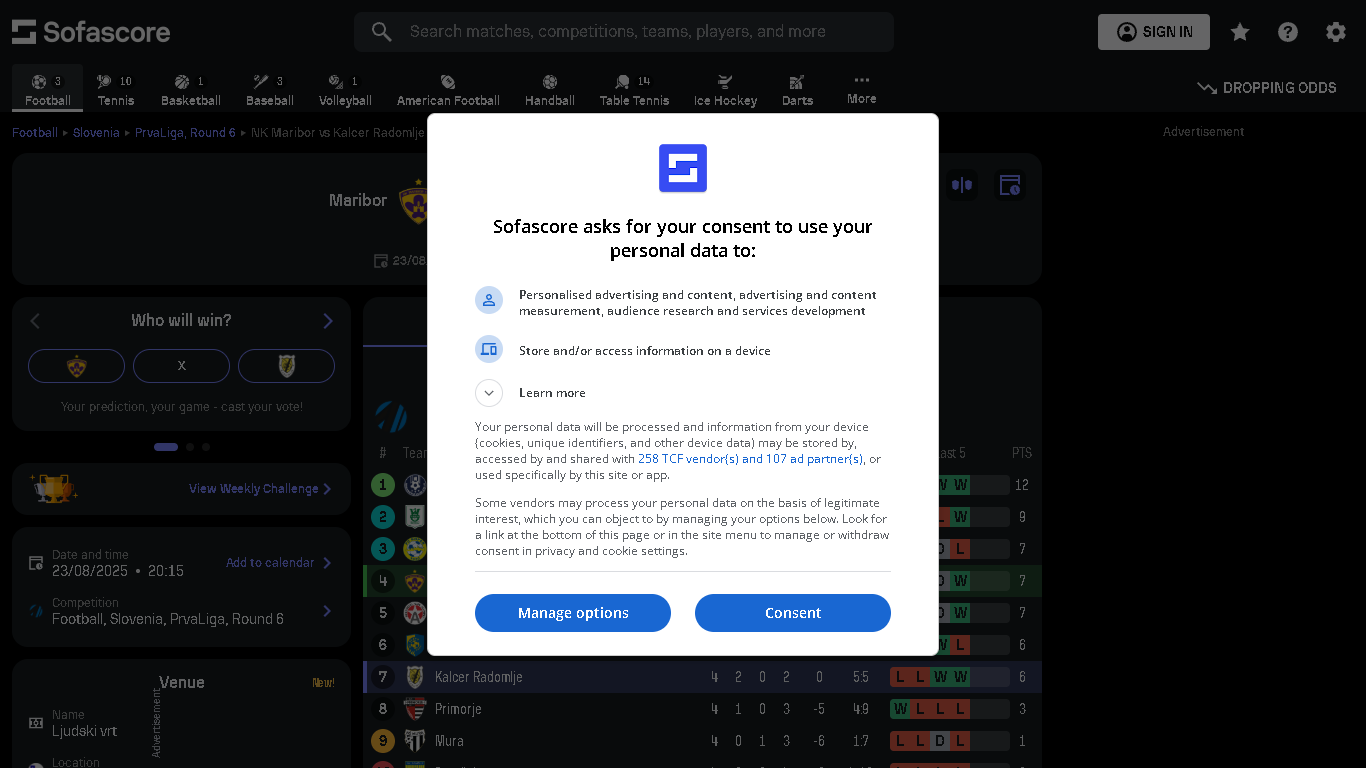 Sofascore
Search matches, competitions, teams, players, and more
SIGN IN
3
Football
10
Tennis
1
Basketball
3
Baseball
1
Volleyball
American Football
Handball
14
Table Tennis
Ice Hockey
Darts
More
DROPPING ODDS
Football ▸ Slovenia ▸ PrvaLiga, Round 6 ▸ NK Maribor vs Kalcer Radomlje
Advertisement
Maribor
23/08
Sofascore asks for your consent to use your
personal data to:
Personalised advertising and content, advertising and content
measurement, audience research and services development
Store and/or access information on a device
Learn more
Your personal data will be processed and information from your device
(cookies, unique identifiers, and other device data) may be stored by,
accessed by and shared with 258 TCF vendor(s) and 107 ad partner(s), or
used specifically by this site or app.
Some vendors may process your personal data on the basis of legitimate
interest, which you can object to by managing your options below. Look for
a link at the bottom of this page or in the site menu to manage or withdraw
consent in privacy and cookie settings.
Manage options
Consent
Who will win?
X
Your prediction, your game - cast your vote!
View Weekly Challenge
Date and time
23/08/2025 • 20:15
Add to calendar
Competition
Football, Slovenia, PrvaLiga, Round 6
Venue
New!
Name
Ljudski vrt
Location
Advertisement
# PTS
1 W W 12
2 L W 9
3 D L 7
4 D W 7
5 D W 7
6 W L 6
7 Kalcer Radomlje 4 2 0 2 0 5:5 L L W W 6
8 Primorje 4 1 0 3 -5 4:9 W L L L 3
9 Mura 4 0 1 3 -6 1:7 L L D L 1